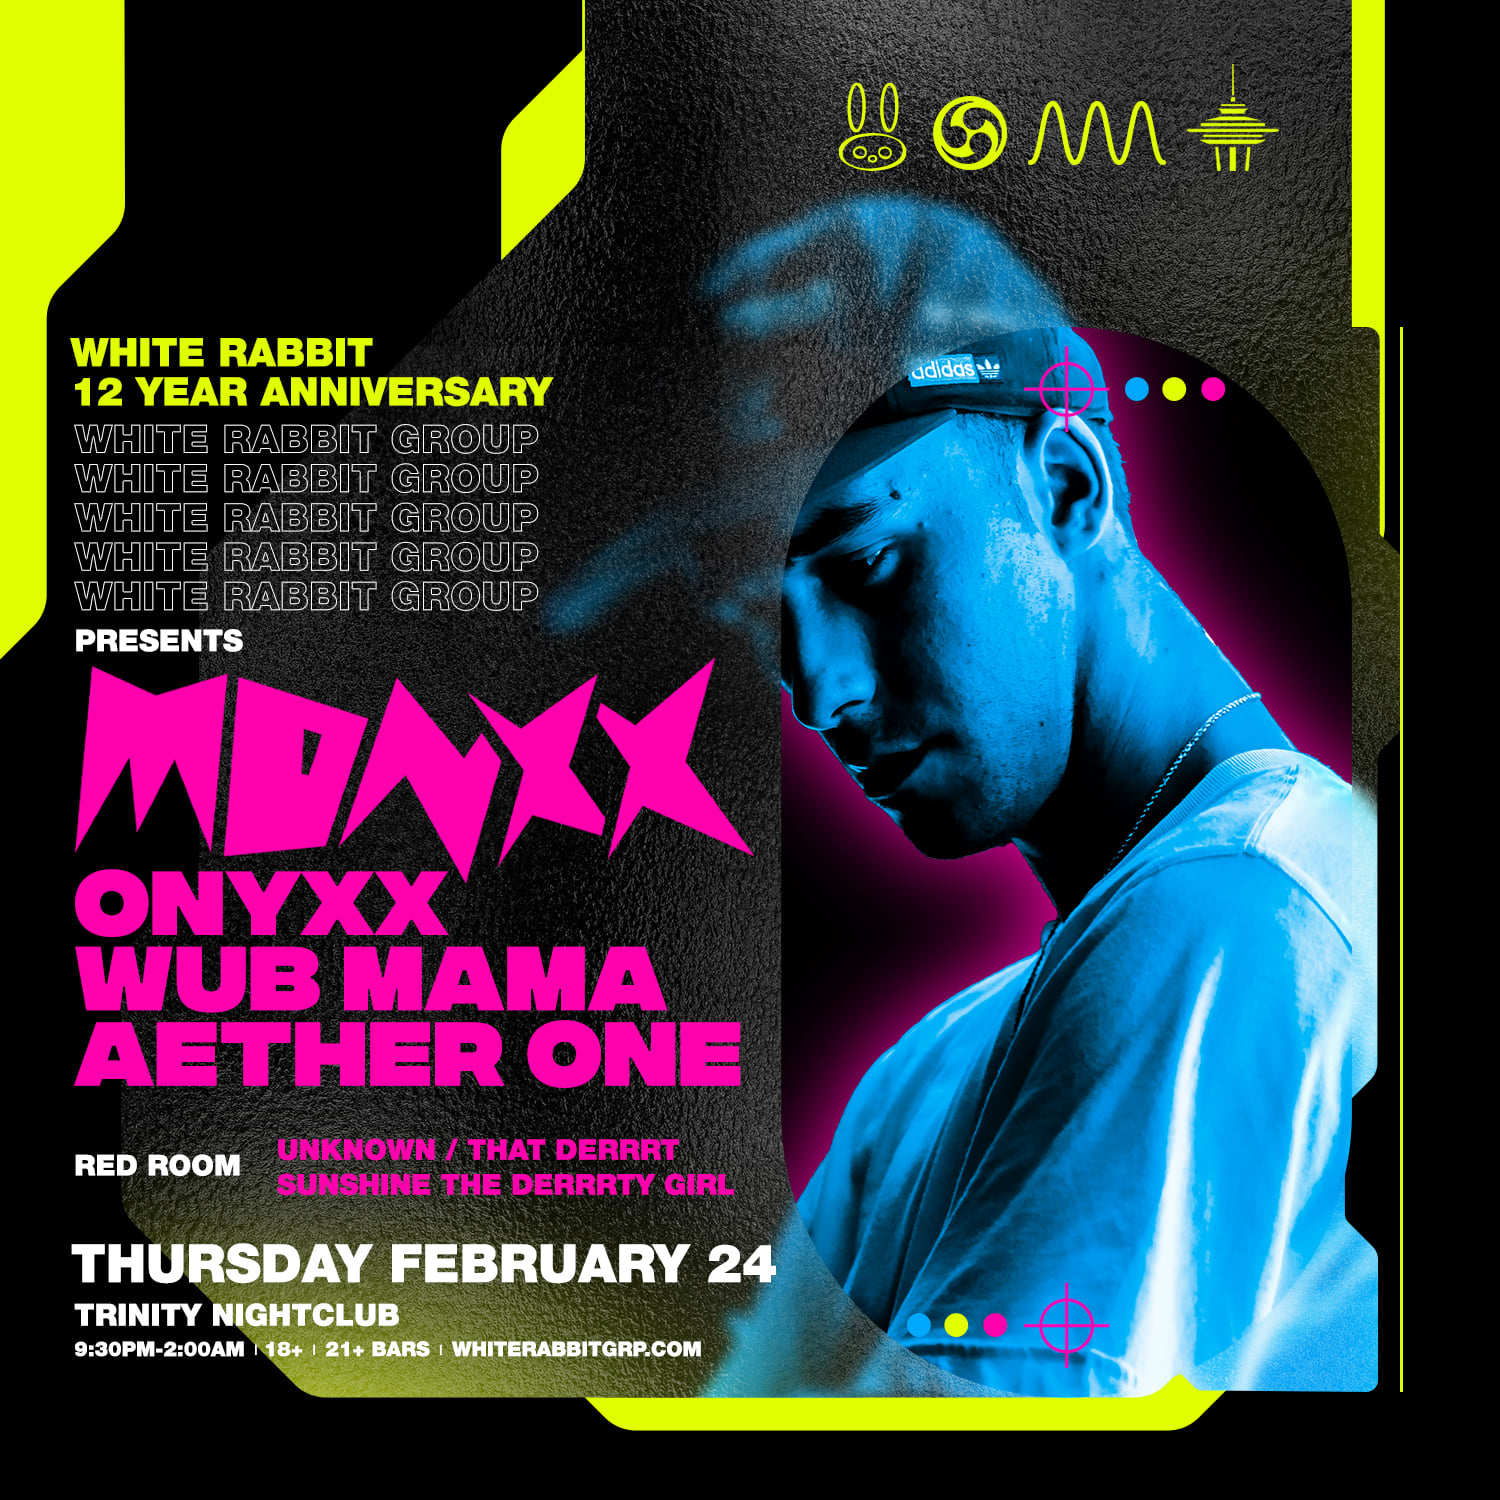 WHITE RABBIT
12 YEAR ANNIVERSARY
WHITE RABBIT GROUP
WHITE RABBIT GROUP
WHITE RABBIT GROUP
WHITE RABBIT GROUP
WHITE RABBIT GROUP
PRESENTS
MONXX
ONYXX
WUB MAMA
AETHER ONE
RED ROOM
UNKNOWN / THAT DERRRT
SUNSHINE THE DERRRTY GIRL
THURSDAY FEBRUARY 24
TRINITY NIGHTCLUB
9:30PM-2:00AM | 18+ | 21+ BARS | WHITERABBITGRP.COM
adidas